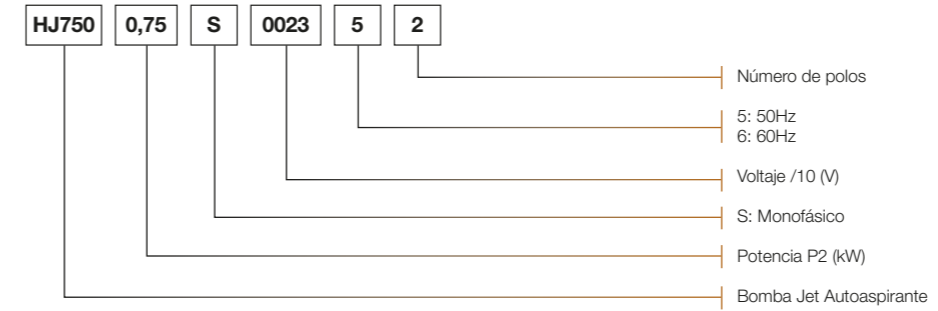 HJ750 0,75 S 0023 5 2
Número de polos
5: 50Hz
6: 60Hz
Voltaje /10 (V)
S: Monofásico
Potencia P2 (kW)
Bomba Jet Autoaspirante